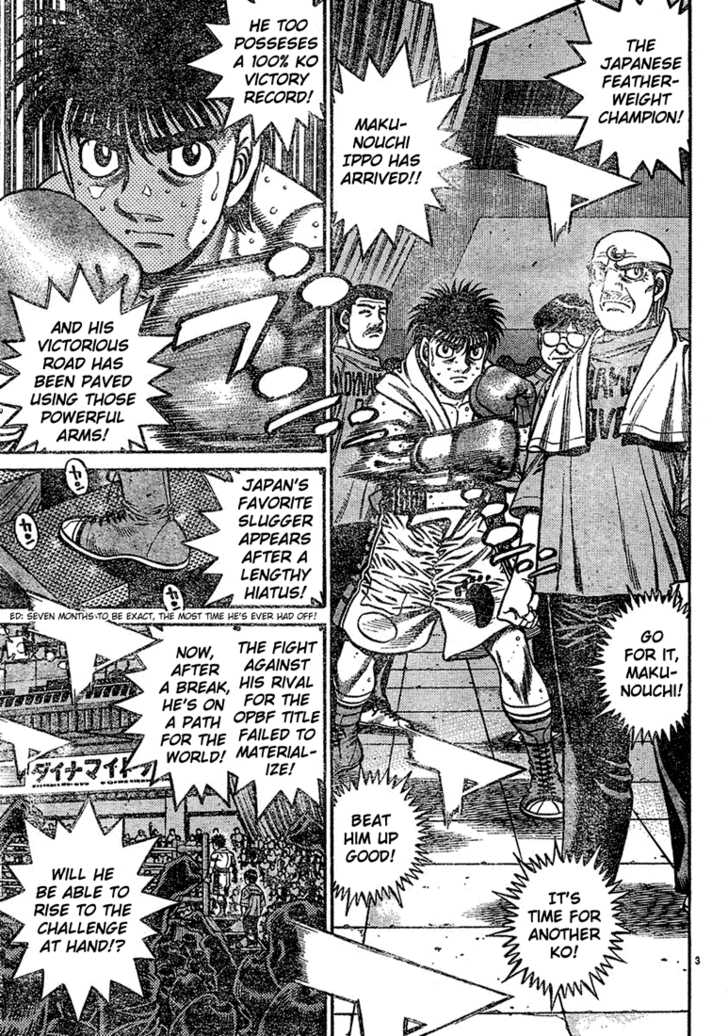 THE
JAPANESE
FEATHER-
WEIGHT
CHAMPION!
MAKU-
NOUCHI
IPPO HAS
ARRIVED!!
HE TOO
POSSESES
A 100% KO
VICTORY
RECORD!
AND HIS
VICTORIOUS
ROAD HAS
BEEN PAVED
USING THOSE
POWERFUL
ARMS!
GO
FOR IT,
MAKU-
NOUCHI!
BEAT
HIM UP
GOOD!
IT'S
TIME FOR
ANOTHER
KO!
JAPAN'S
FAVORITE
SLUGGER
APPEARS
AFTER A
LENGTHY
HIATUS!
ED: SEVEN MONTHS TO BE EXACT, THE MOST TIME HE'S EVER HAD OFF!
THE FIGHT
AGAINST
HIS RIVAL
FOR THE
OPBF TITLE
FAILED TO
MATERIAL-
IZE!
NOW,
AFTER
A BREAK,
HE'S ON
A PATH
FOR THE
WORLD!
ダイナマイト
WILL HE
BE ABLE TO
RISE TO THE
CHALLENGE
AT HAND!?
3